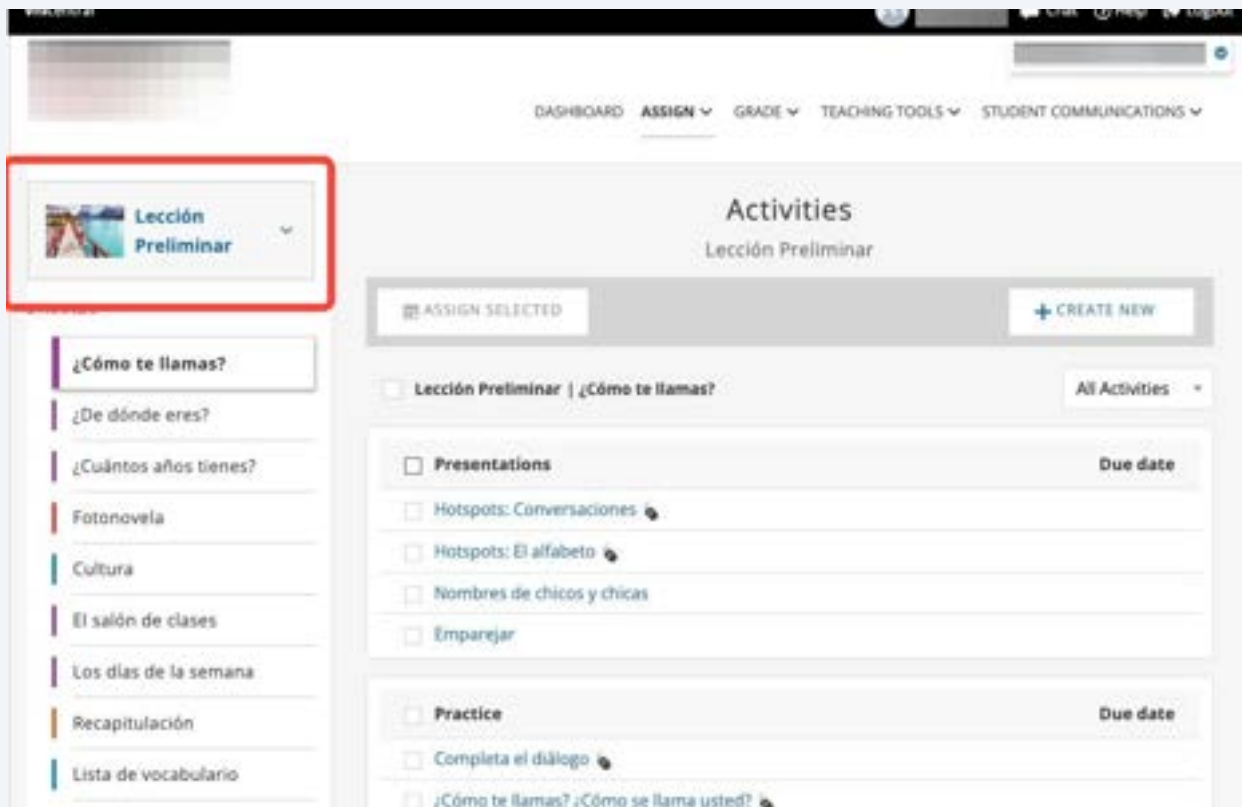 Chat Help Logout
DASHBOARD ASSIGN GRADE TEACHING TOOLS STUDENT COMMUNICATIONS
Lección
Preliminar
Activities
Lección Preliminar
ASSIGN SELECTED
+ CREATE NEW
¿Cómo te llamas?
¿De dónde eres?
¿Cuántos años tienes?
Fotonovela
Cultura
El salón de clases
Los días de la semana
Recapitulación
Lista de vocabulario
Lección Preliminar | ¿Cómo te llamas?
All Activities
Presentations Due date
Hotspots: Conversaciones
Hotspots: El alfabeto
Nombres de chicos y chicas
Emparejar
Practice Due date
Completa el diálogo
¿Cómo te llamas? ¿Cómo se llama usted?